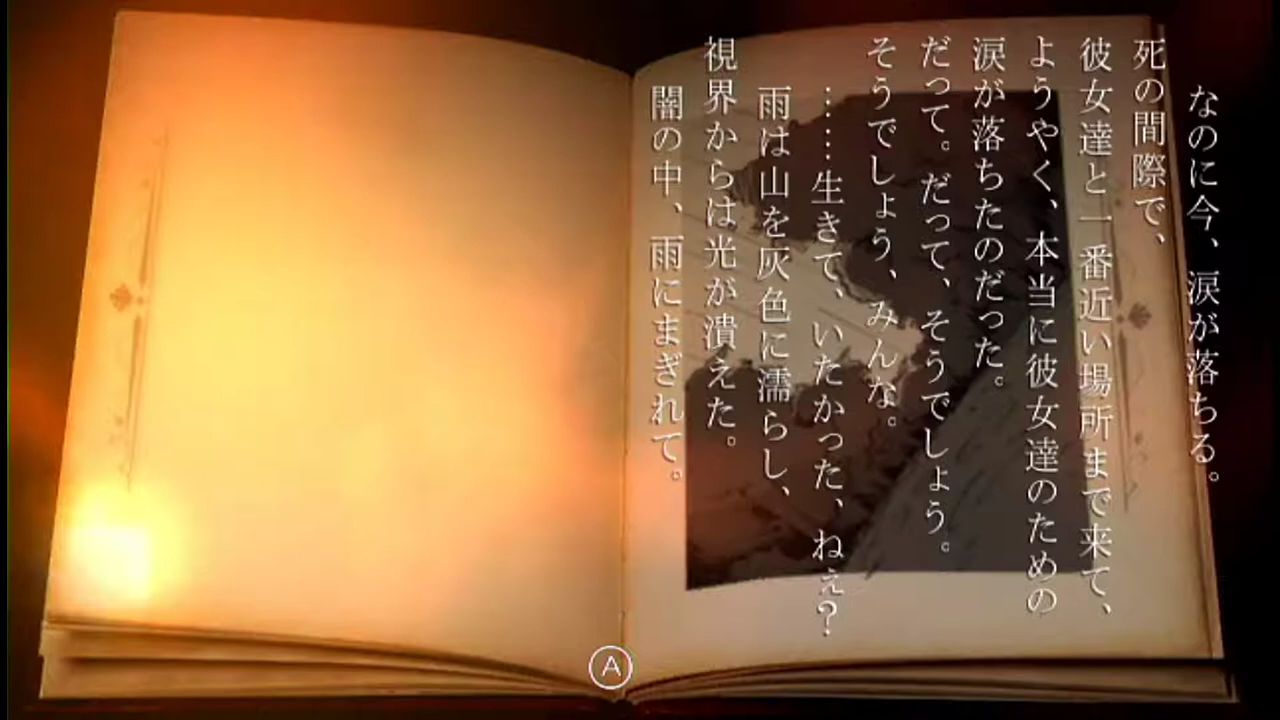 なのに今、涙が落ちる。
死の間際で、
彼女達と一番近い場所まで来て、
ようやく、本当に彼女達のための
涙が落ちたのだった。
だって。だって、そうでしょう。
そうでしょう、みんな。
……生きて、いたかった、ねぇ？
雨は山を灰色に濡らし、
視界からは光が潰えた。
闇の中、雨にまぎれて。
A